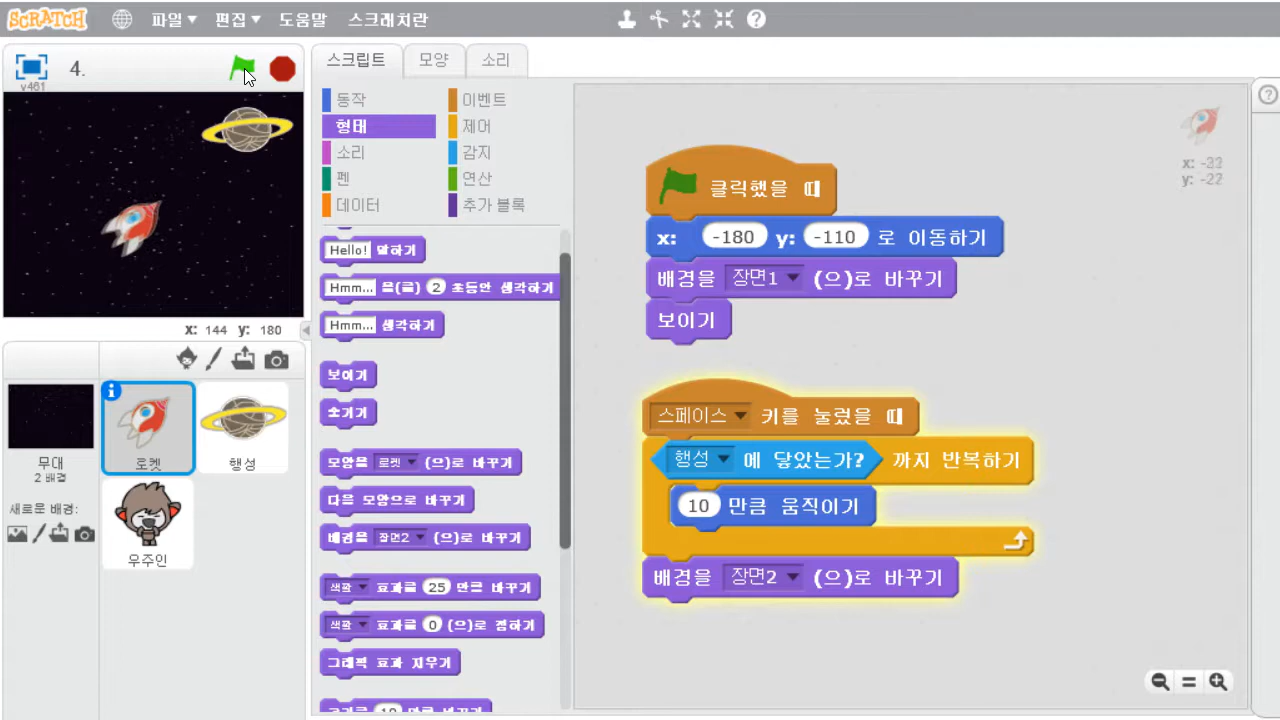 SCRATCH 파일▼ 편집▼ 도움말 스크래치란
4.
v461
x: 144 y: 180
로켓
행성
무대
2 배경
새로운 배경:
우주인
스크립트 모양 소리
동작 이벤트
형태 제어
소리 감지
펜 연산
데이터 추가 블록
Hello! 말하기
Hmm... 을(를) 2 초동안 생각하기
Hmm... 생각하기
보이기
숨기기
모양을 로켓 (으)로 바꾸기
다음 모양으로 바꾸기
배경을 장면2 (으)로 바꾸기
색깔 효과를 25 만큼 바꾸기
색깔 효과를 0 (으)로 정하기
그래픽 효과 지우기
크기를 10 만큼 바꾸기
x: -33
y: -22
클릭했을 때
x: -180 y: -110 로 이동하기
배경을 장면1 (으)로 바꾸기
보이기
스페이스 키를 눌렀을 때
행성 에 닿았는가? 까지 반복하기
10 만큼 움직이기
배경을 장면2 (으)로 바꾸기